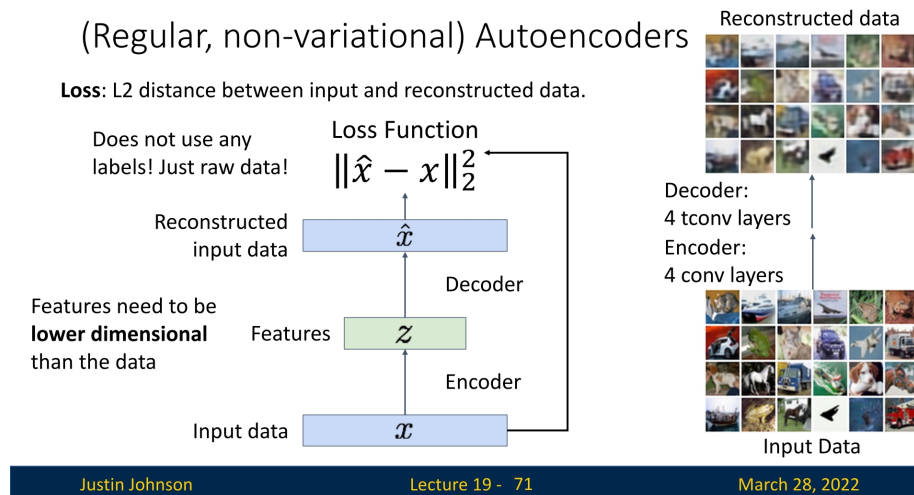 (Regular, non-variational) Autoencoders
Loss: L2 distance between input and reconstructed data.
Does not use any
labels! Just raw data!
Loss Function
‖x̂ − x‖₂²
Reconstructed
input data
x̂
Decoder
Features need to be
lower dimensional
than the data
Features
z
Encoder
Input data
x
Reconstructed data
Decoder:
4 tconv layers
Encoder:
4 conv layers
Input Data
Justin Johnson
Lecture 19 - 71
March 28, 2022